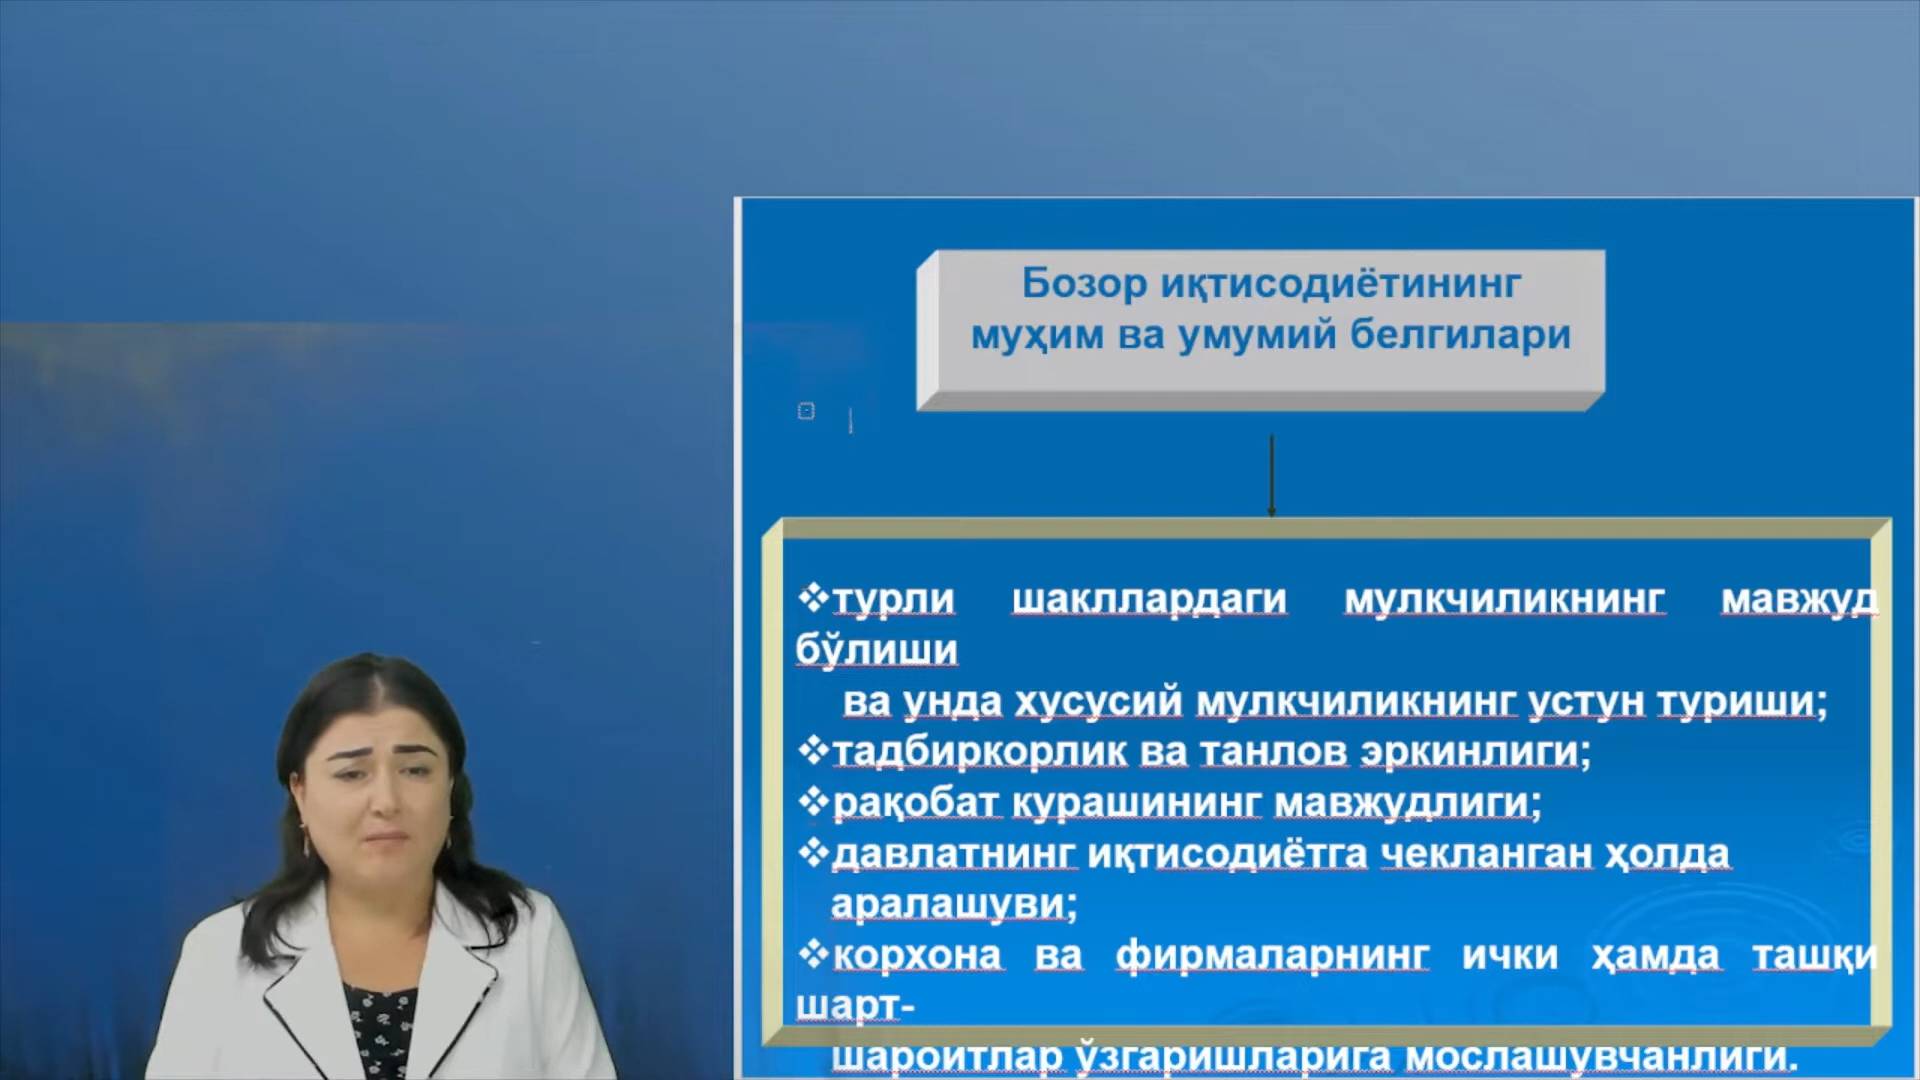 Бозор иқтисодиётининг
муҳим ва умумий белгилари
❖турли шакллардаги мулкчиликнинг мавжуд
бўлиши
ва унда хусусий мулкчиликнинг устун туриши;
❖тадбиркорлик ва танлов эркинлиги;
❖рақобат курашининг мавжудлиги;
❖давлатнинг иқтисодиётга чекланган ҳолда
аралашуви;
❖корхона ва фирмаларнинг ички ҳамда ташқи
шарт-
шароитлар ўзгаришларига мослашувчанлиги.